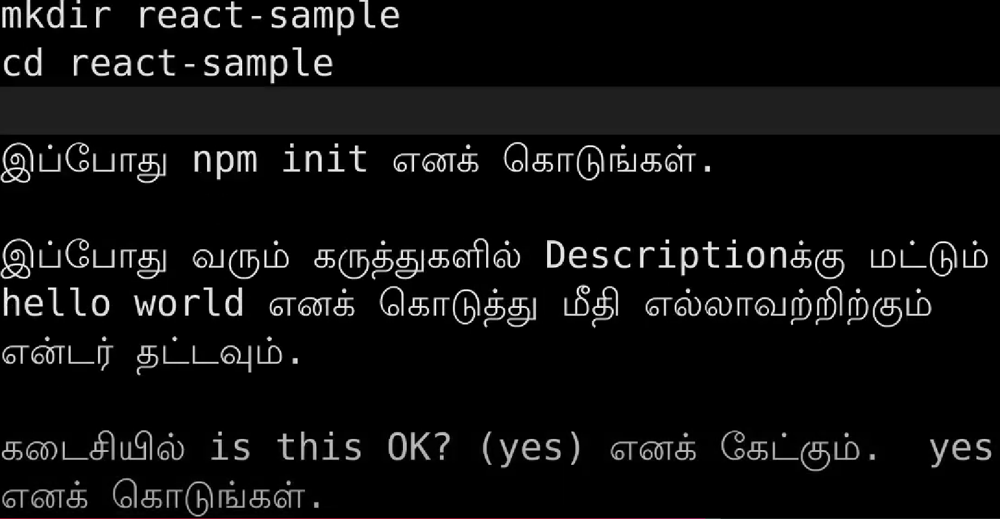 mkdir react-sample
cd react-sample
இப்போது npm init எனக் கொடுங்கள்.
இப்போது வரும் கருத்துகளில் Descriptionக்கு மட்டும்
hello world எனக் கொடுத்து மீதி எல்லாவற்றிற்கும்
என்டர் தட்டவும்.
கடைசியில் is this OK? (yes) எனக் கேட்கும். yes
எனக் கொடுங்கள்.